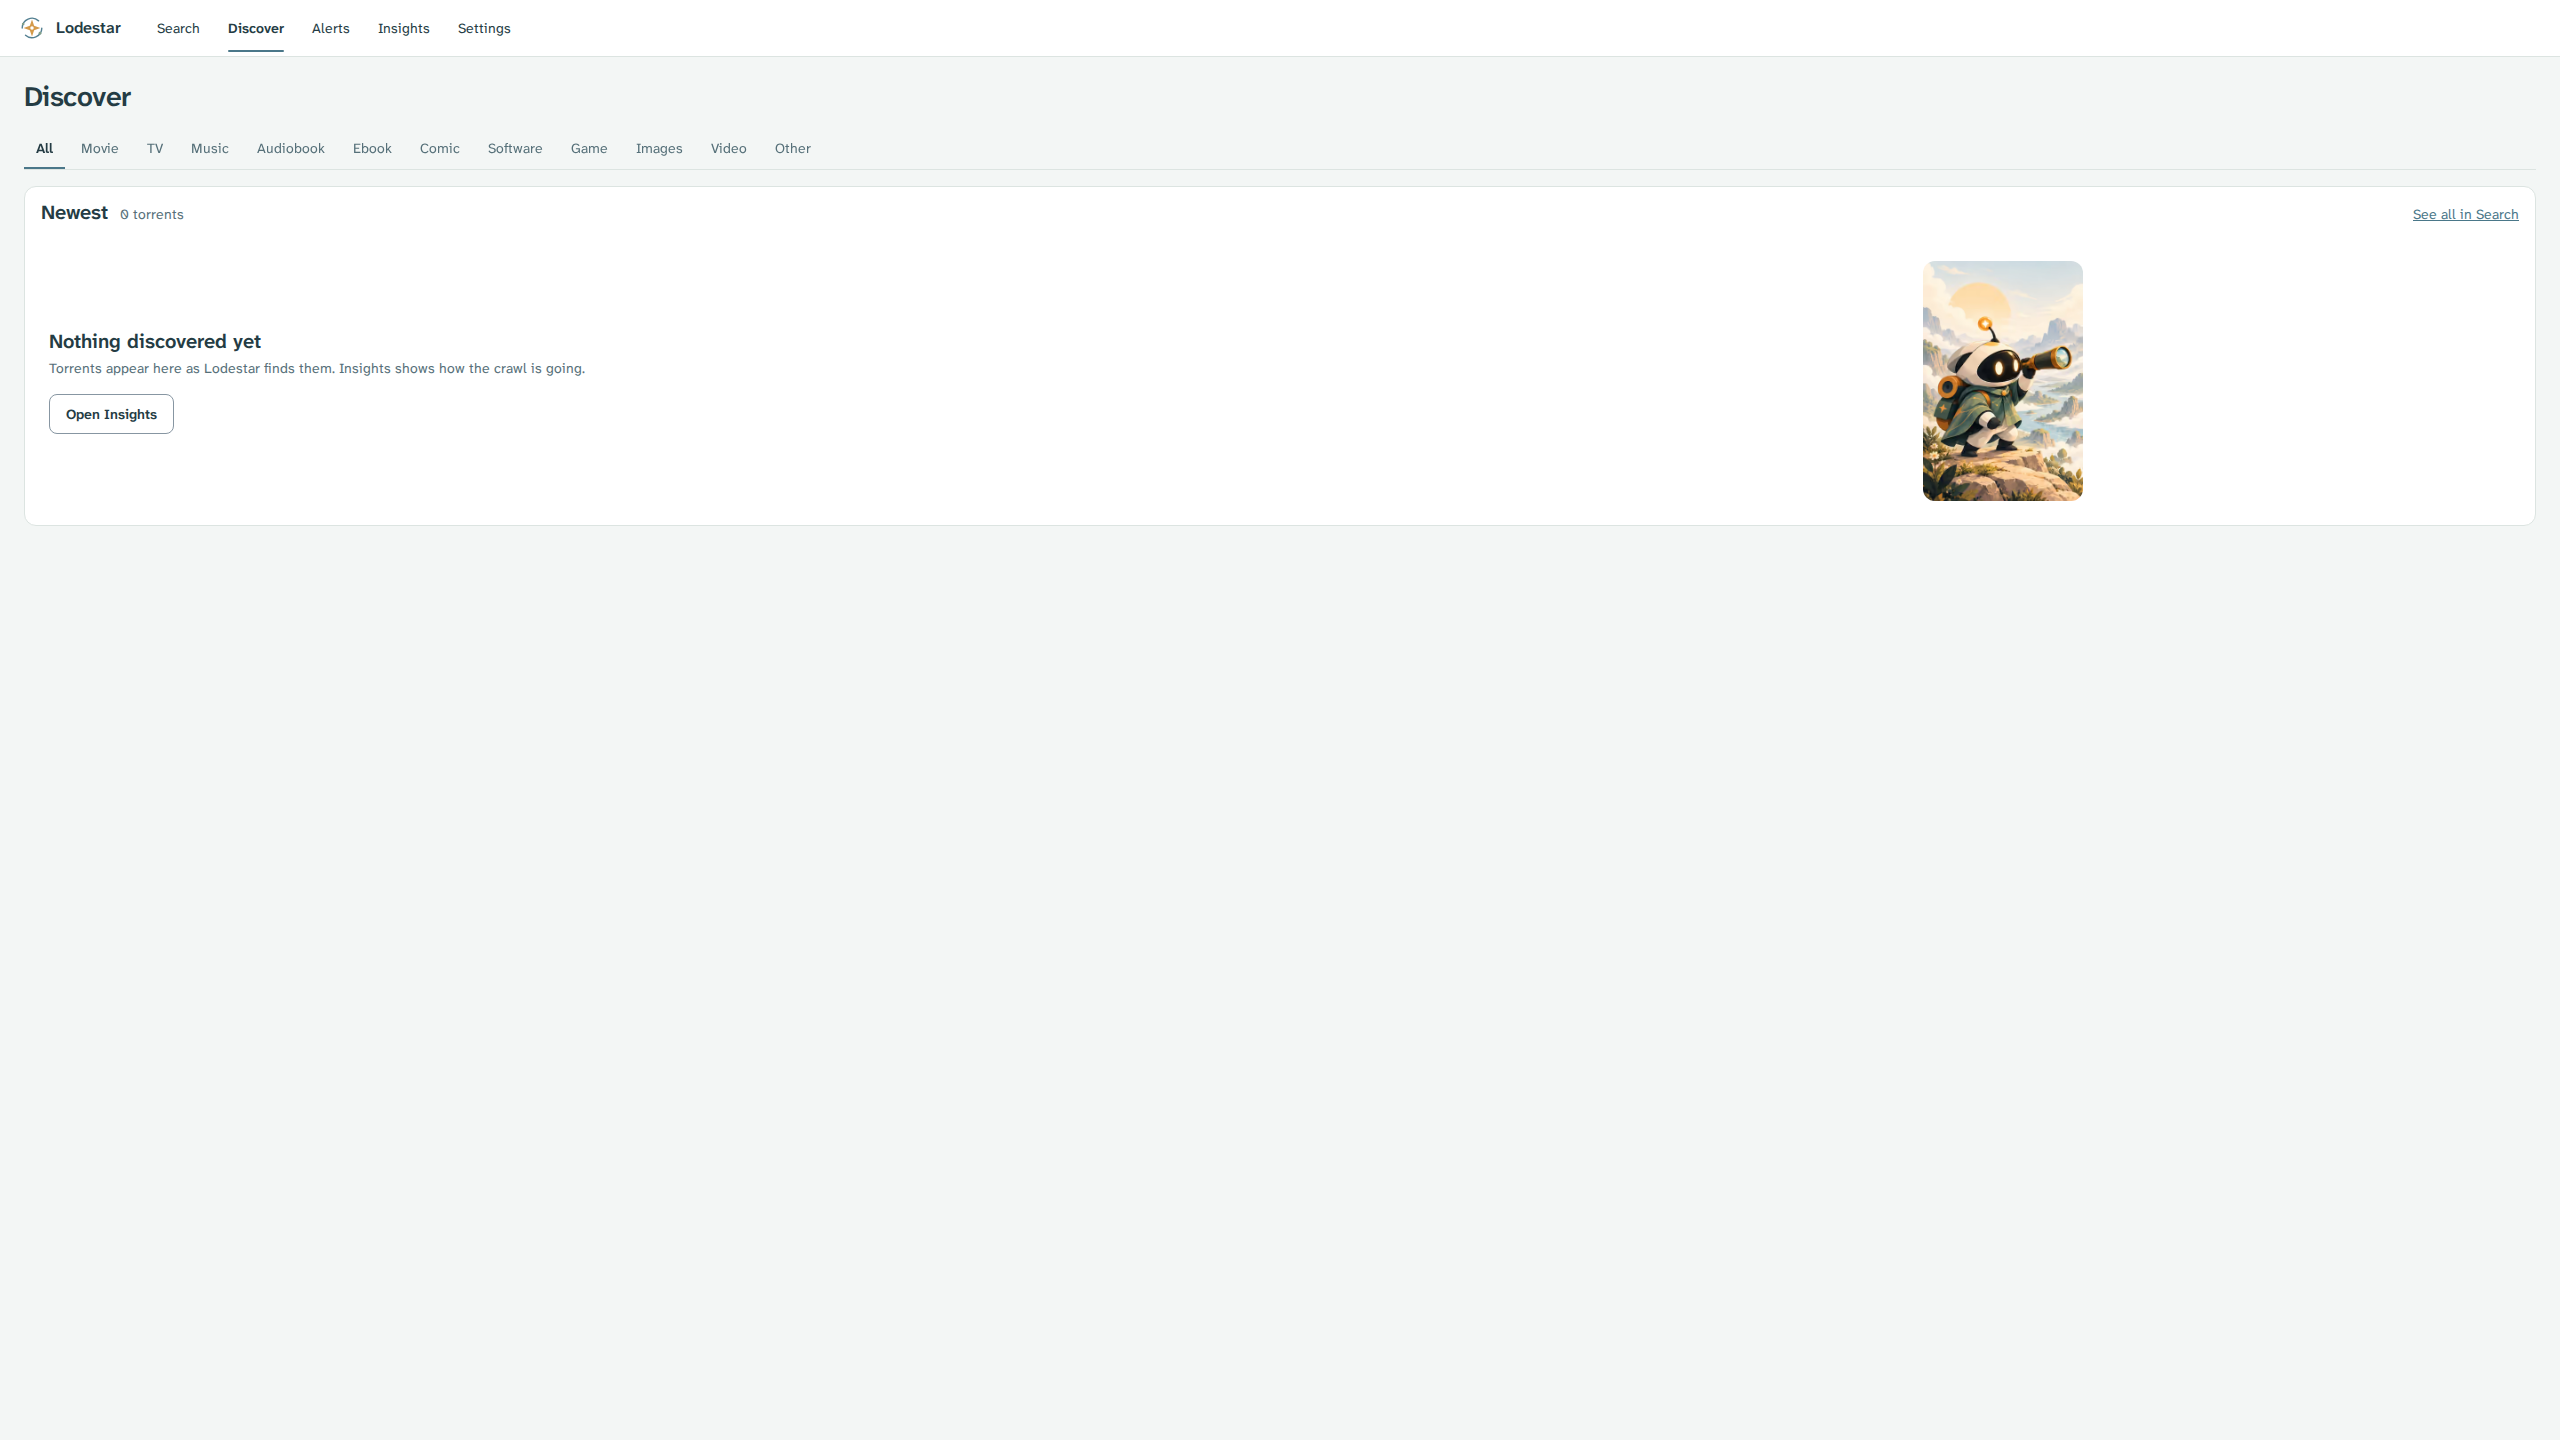 Lodestar Search Discover Alerts Insights Settings
Discover
All Movie TV Music Audiobook Ebook Comic Software Game Images Video Other
Newest 0 torrents See all in Search
Nothing discovered yet
Torrents appear here as Lodestar finds them. Insights shows how the crawl is going.
Open Insights